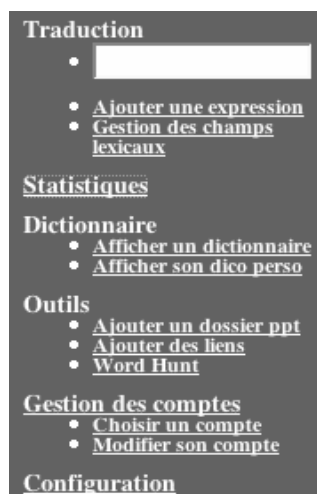 Traduction
Ajouter une expression
Gestion des champs
lexicaux
Statistiques
Dictionnaire
Afficher un dictionnaire
Afficher son dico perso
Outils
Ajouter un dossier ppt
Ajouter des liens
Word Hunt
Gestion des comptes
Choisir un compte
Modifier son compte
Configuration